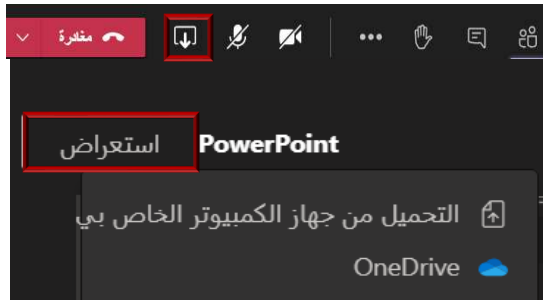 مغادرة
PowerPoint استعراض
التحميل من جهاز الكمبيوتر الخاص بي
OneDrive